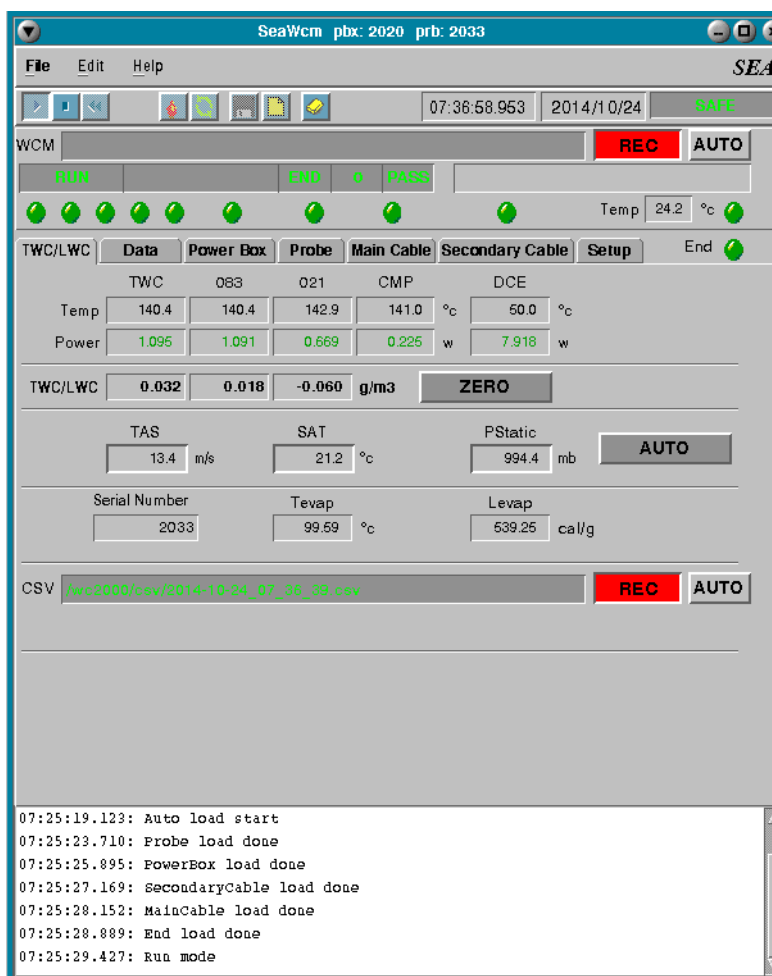 SeaWcm pbx: 2020 prb: 2033
File Edit Help SEA
07:36:58.953 2014/10/24 SAFE
WCM REC AUTO
RUN END 0 PASS
Temp 24.2 °c
TWC/LWC Data Power Box Probe Main Cable Secondary Cable Setup End
TWC 083 021 CMP DCE
Temp 140.4 140.4 142.9 141.0 °c 50.0 °c
Power 1.095 1.091 0.669 0.225 w 7.918 w
TWC/LWC 0.032 0.018 -0.060 g/m3 ZERO
TAS SAT PStatic
13.4 m/s 21.2 °c 994.4 mb AUTO
Serial Number Tevap Levap
2033 99.59 °c 539.25 cal/g
CSV REC AUTO
07:25:19.123: Auto load start
07:25:23.710: Probe load done
07:25:25.895: PowerBox load done
07:25:27.169: SecondaryCable load done
07:25:28.152: MainCable load done
07:25:28.889: End load done
07:25:29.427: Run mode